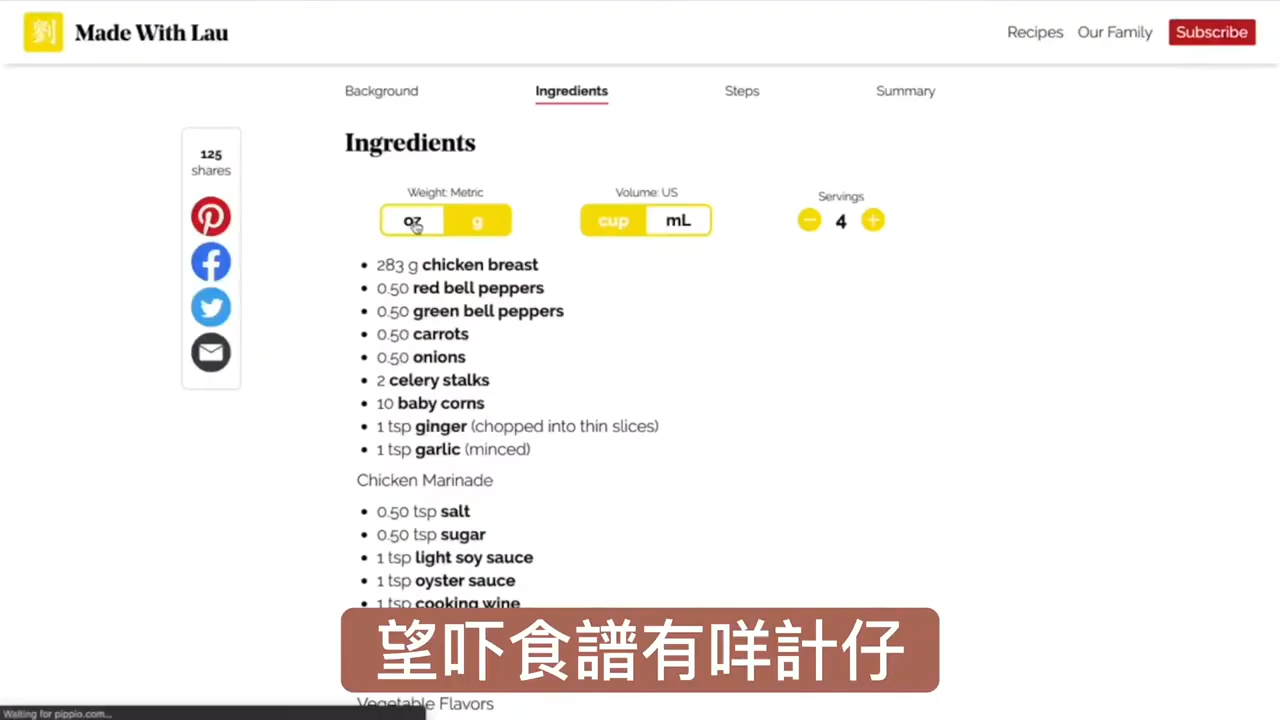 劉 Made With Lau
Recipes Our Family Subscribe
Background Ingredients Steps Summary
125
shares
Ingredients
Weight: Metric Volume: US Servings
oz g cup mL − 4 +
• 283 g chicken breast
• 0.50 red bell peppers
• 0.50 green bell peppers
• 0.50 carrots
• 0.50 onions
• 2 celery stalks
• 10 baby corns
• 1 tsp ginger (chopped into thin slices)
• 1 tsp garlic (minced)
Chicken Marinade
• 0.50 tsp salt
• 0.50 tsp sugar
• 1 tsp light soy sauce
• 1 tsp oyster sauce
• 1 tsp cooking wine
望吓食譜有咩計仔
Vegetable Flavors
Waiting for pippio.com...